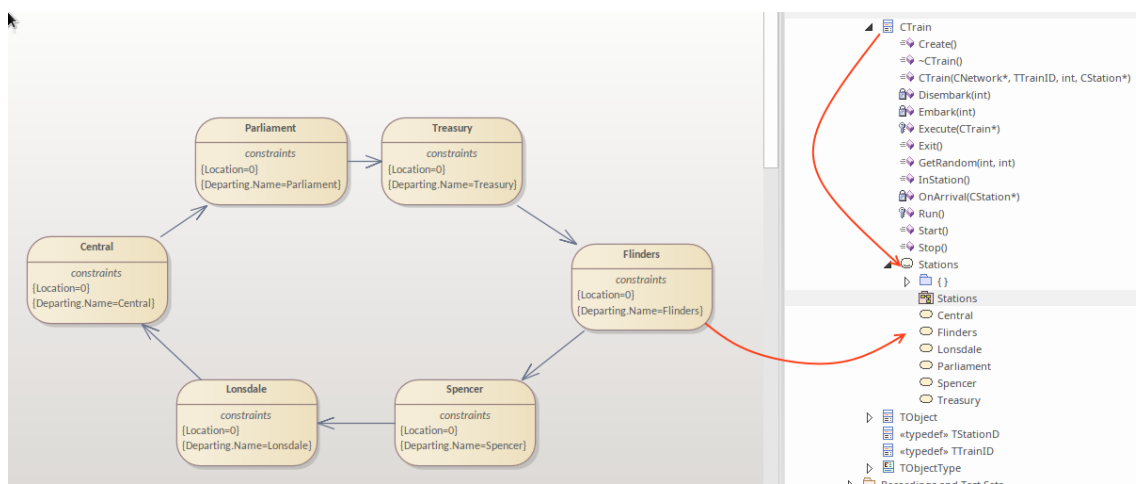 Parliament
constraints
{Location=0}
{Departing.Name=Parliament}
Treasury
constraints
{Location=0}
{Departing.Name=Treasury}
Central
constraints
{Location=0}
{Departing.Name=Central}
Flinders
constraints
{Location=0}
{Departing.Name=Flinders}
Lonsdale
constraints
{Location=0}
{Departing.Name=Lonsdale}
Spencer
constraints
{Location=0}
{Departing.Name=Spencer}
CTrain
Create()
~CTrain()
CTrain(CNetwork*, TTrainID, int, CStation*)
Disembark(int)
Embark(int)
Execute(CTrain*)
Exit()
GetRandom(int, int)
InStation()
OnArrival(CStation*)
Run()
Start()
Stop()
Stations
{ }
Stations
Central
Flinders
Lonsdale
Parliament
Spencer
Treasury
TObject
«typedef» TStationD
«typedef» TTrainID
TObjectType
Recordings and Test Sets